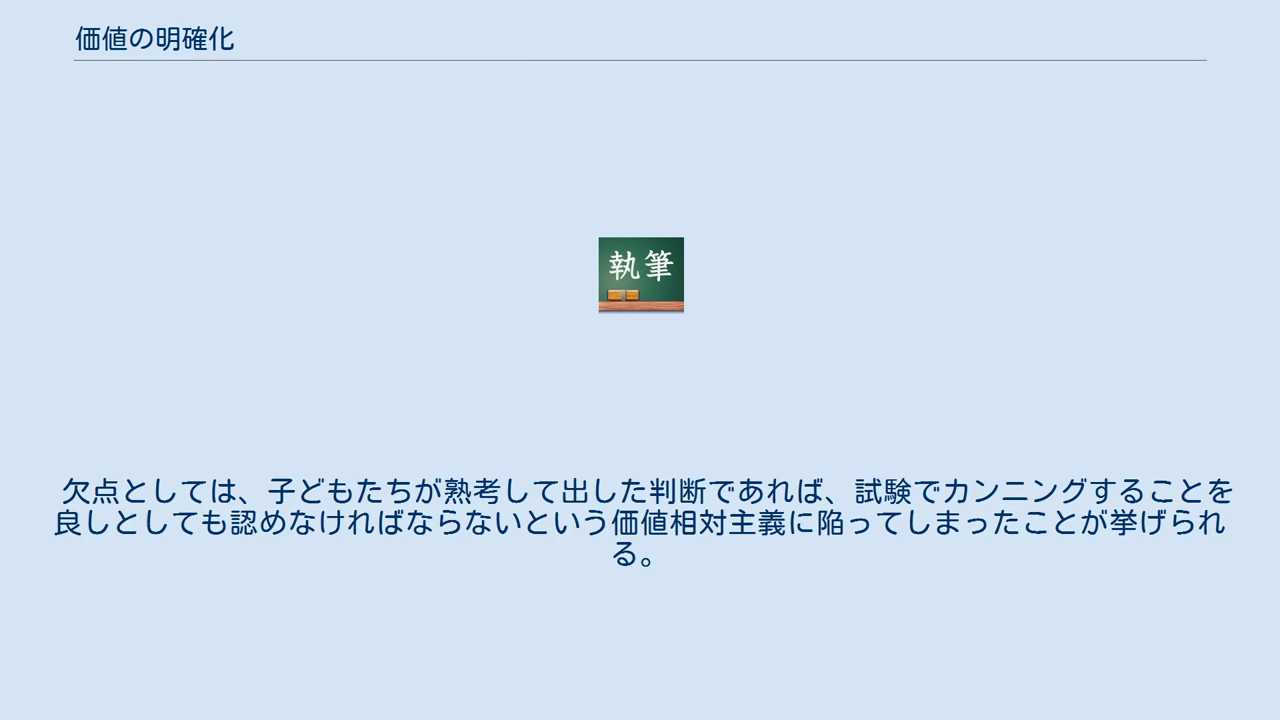 価値の明確化
執筆
欠点としては、子どもたちが熟考して出した判断であれば、試験でカンニングすることを
良しとしても認めなければならないという価値相対主義に陥ってしまったことが挙げられ
る。